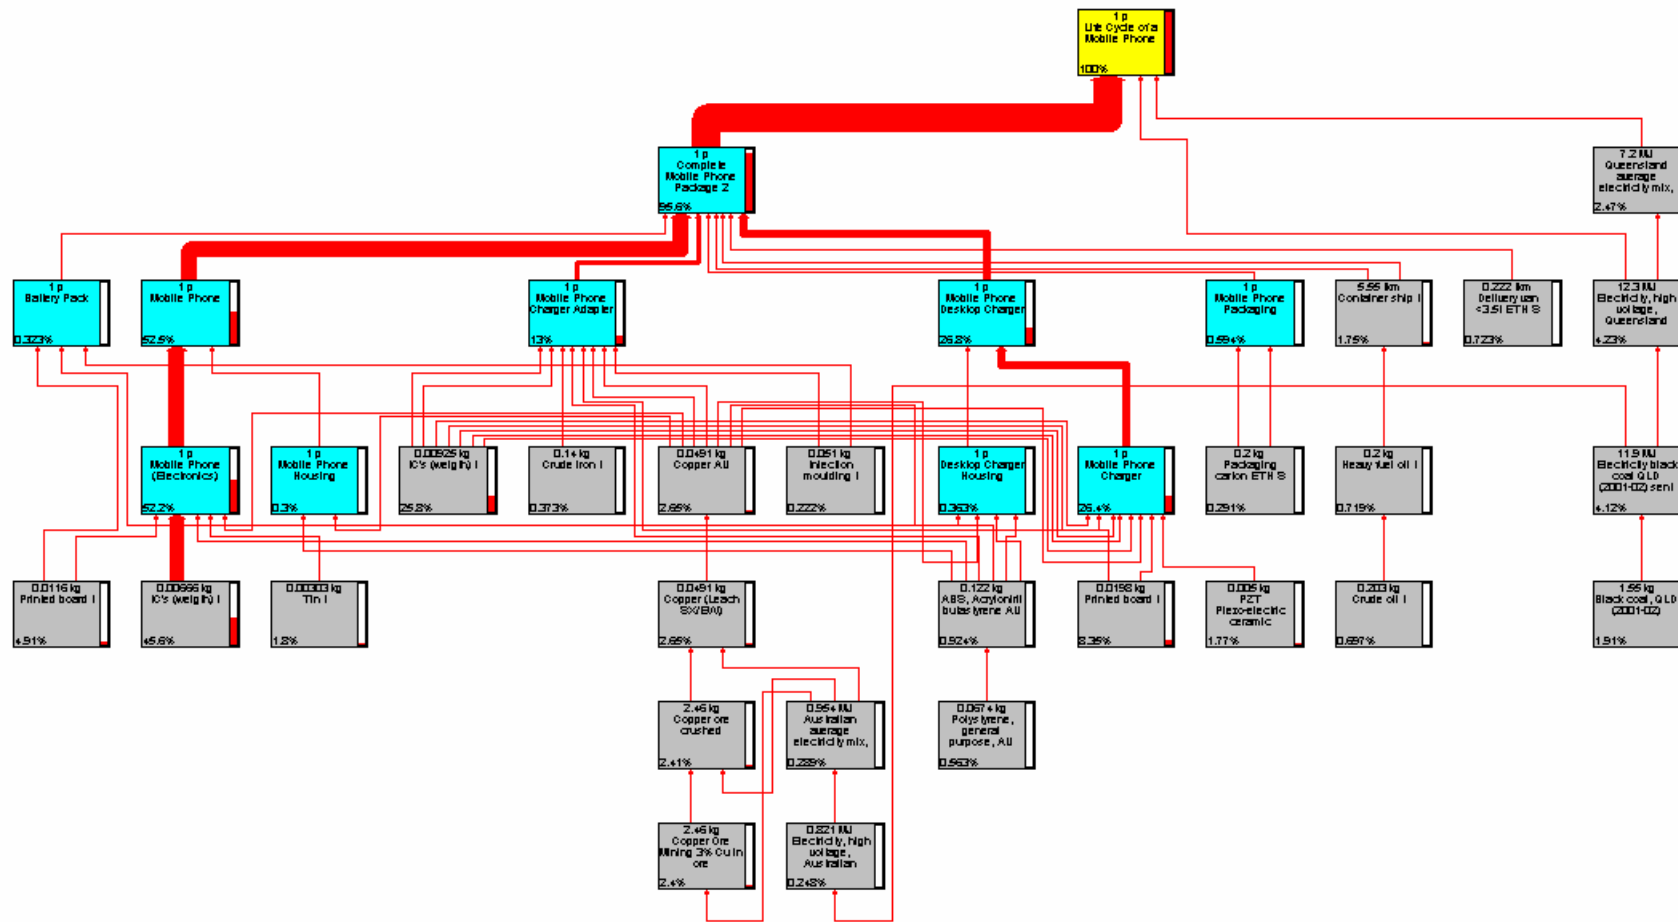 1 p
Life Cycle of a
Mobile Phone
100%
1 p
Complete
Mobile Phone
Package 2
95.6%
7.2 MJ
Queensland
average
electricity mix,
2.47%
1 p
Battery Pack
0.323%
1 p
Mobile Phone
52.5%
1 p
Mobile Phone
Charger Adapter
13%
1 p
Mobile Phone
Desktop Charger
26.8%
1 p
Mobile Phone
Packaging
0.594%
5.55 tkm
Container ship I
1.75%
0.222 tkm
Delivery van
<3.5t ETH S
0.723%
12.3 MJ
Electricity, high
voltage,
Queensland
4.23%
1 p
Mobile Phone
(Electronics)
52.2%
1 p
Mobile Phone
Housing
0.3%
0.00925 kg
IC's (weigth) I
25.8%
0.14 kg
Crude iron I
0.373%
0.0491 kg
Copper AU
2.65%
0.051 kg
Injection
moulding I
0.222%
1 p
Desktop Charger
Housing
0.363%
1 p
Mobile Phone
Charger
26.4%
0.2 kg
Packaging
carton ETH S
0.291%
0.2 kg
Heavy fuel oil I
0.719%
11.9 MJ
Electricity black
coal QLD
(2001-02) sent
4.12%
0.0116 kg
Printed board I
4.91%
0.00666 kg
IC's (weigth) I
45.6%
0.00303 kg
Tin I
1.8%
0.0491 kg
Copper (Leach
SX/EW)
2.65%
0.122 kg
ABS, Acrylonitril
butastyrene AU
0.924%
0.0198 kg
Printed board I
8.35%
0.005 kg
PZT
Piezo-electric
ceramic
1.77%
0.203 kg
Crude oil I
0.697%
1.95 kg
Black coal, QLD
(2001-02)
1.91%
2.46 kg
Copper ore
crushed
2.41%
0.954 MJ
Australian
average
electricity mix,
0.289%
0.0674 kg
Polystyrene,
general
purpose, AU
0.563%
2.46 kg
Copper Ore
Mining 3% Cu in
ore
2.4%
0.821 MJ
Electricity, high
voltage,
Australian
0.248%